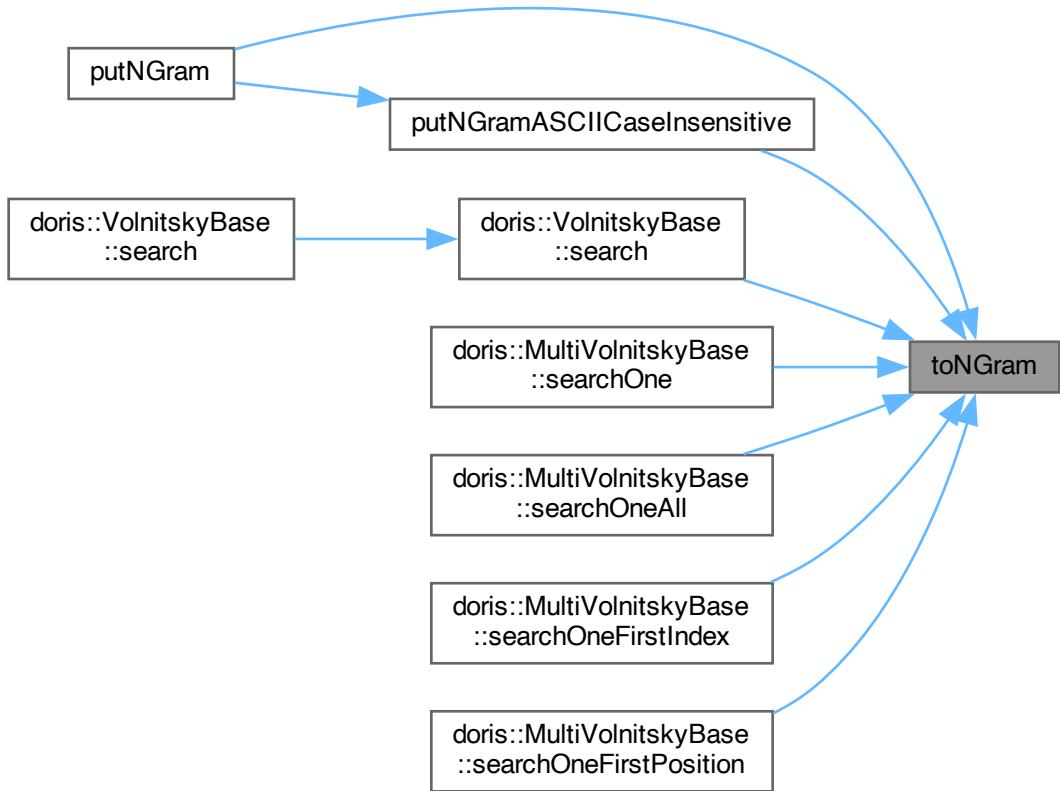 putNGram
putNGramASCIICaseInsensitive
doris::VolnitskyBase
::search
doris::VolnitskyBase
::search
doris::MultiVolnitskyBase
::searchOne
toNGram
doris::MultiVolnitskyBase
::searchOneAll
doris::MultiVolnitskyBase
::searchOneFirstIndex
doris::MultiVolnitskyBase
::searchOneFirstPosition